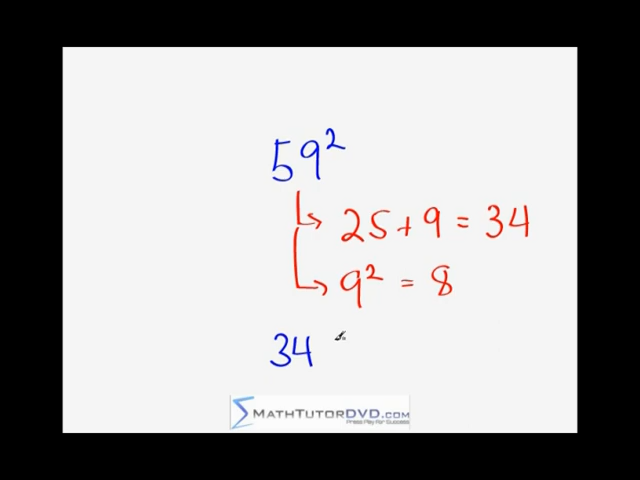 59²
25 + 9 = 34
9² = 8
34
MATHTUTORDVD.COM
Press Play For Success